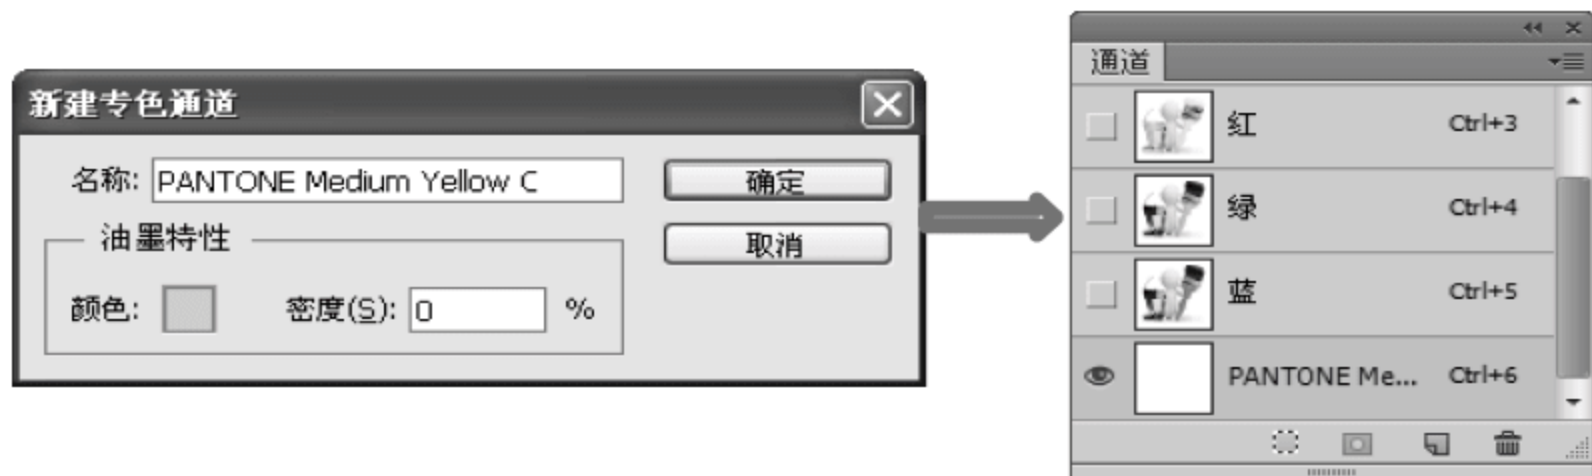 新建专色通道
名称: PANTONE Medium Yellow C
确定
油墨特性
取消
颜色: 密度(S): 0 %
通道
红 Ctrl+3
绿 Ctrl+4
蓝 Ctrl+5
PANTONE Me... Ctrl+6